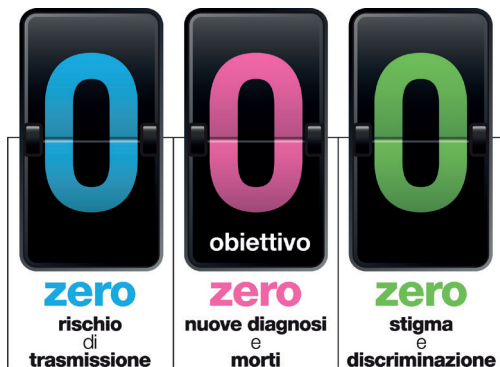 0 0 0
obiettivo
zero zero zero
rischio
di
trasmissione
nuove diagnosi
e
morti
stigma
e
discriminazione